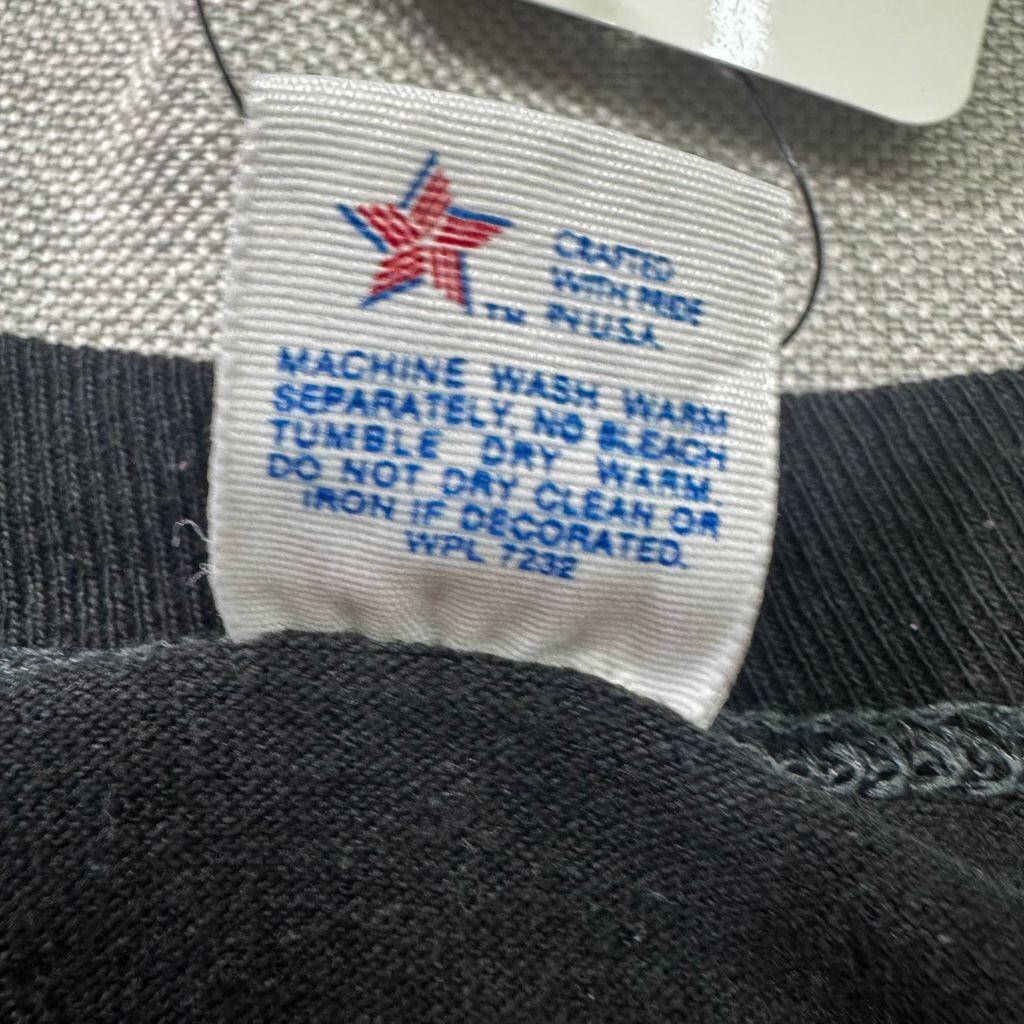 CRAFTED
WITH PRIDE
IN U.S.A.
TM
MACHINE WASH WARM
SEPARATELY, NO BLEACH
TUMBLE DRY WARM.
DO NOT DRY CLEAN OR
IRON IF DECORATED.
WPL 7232